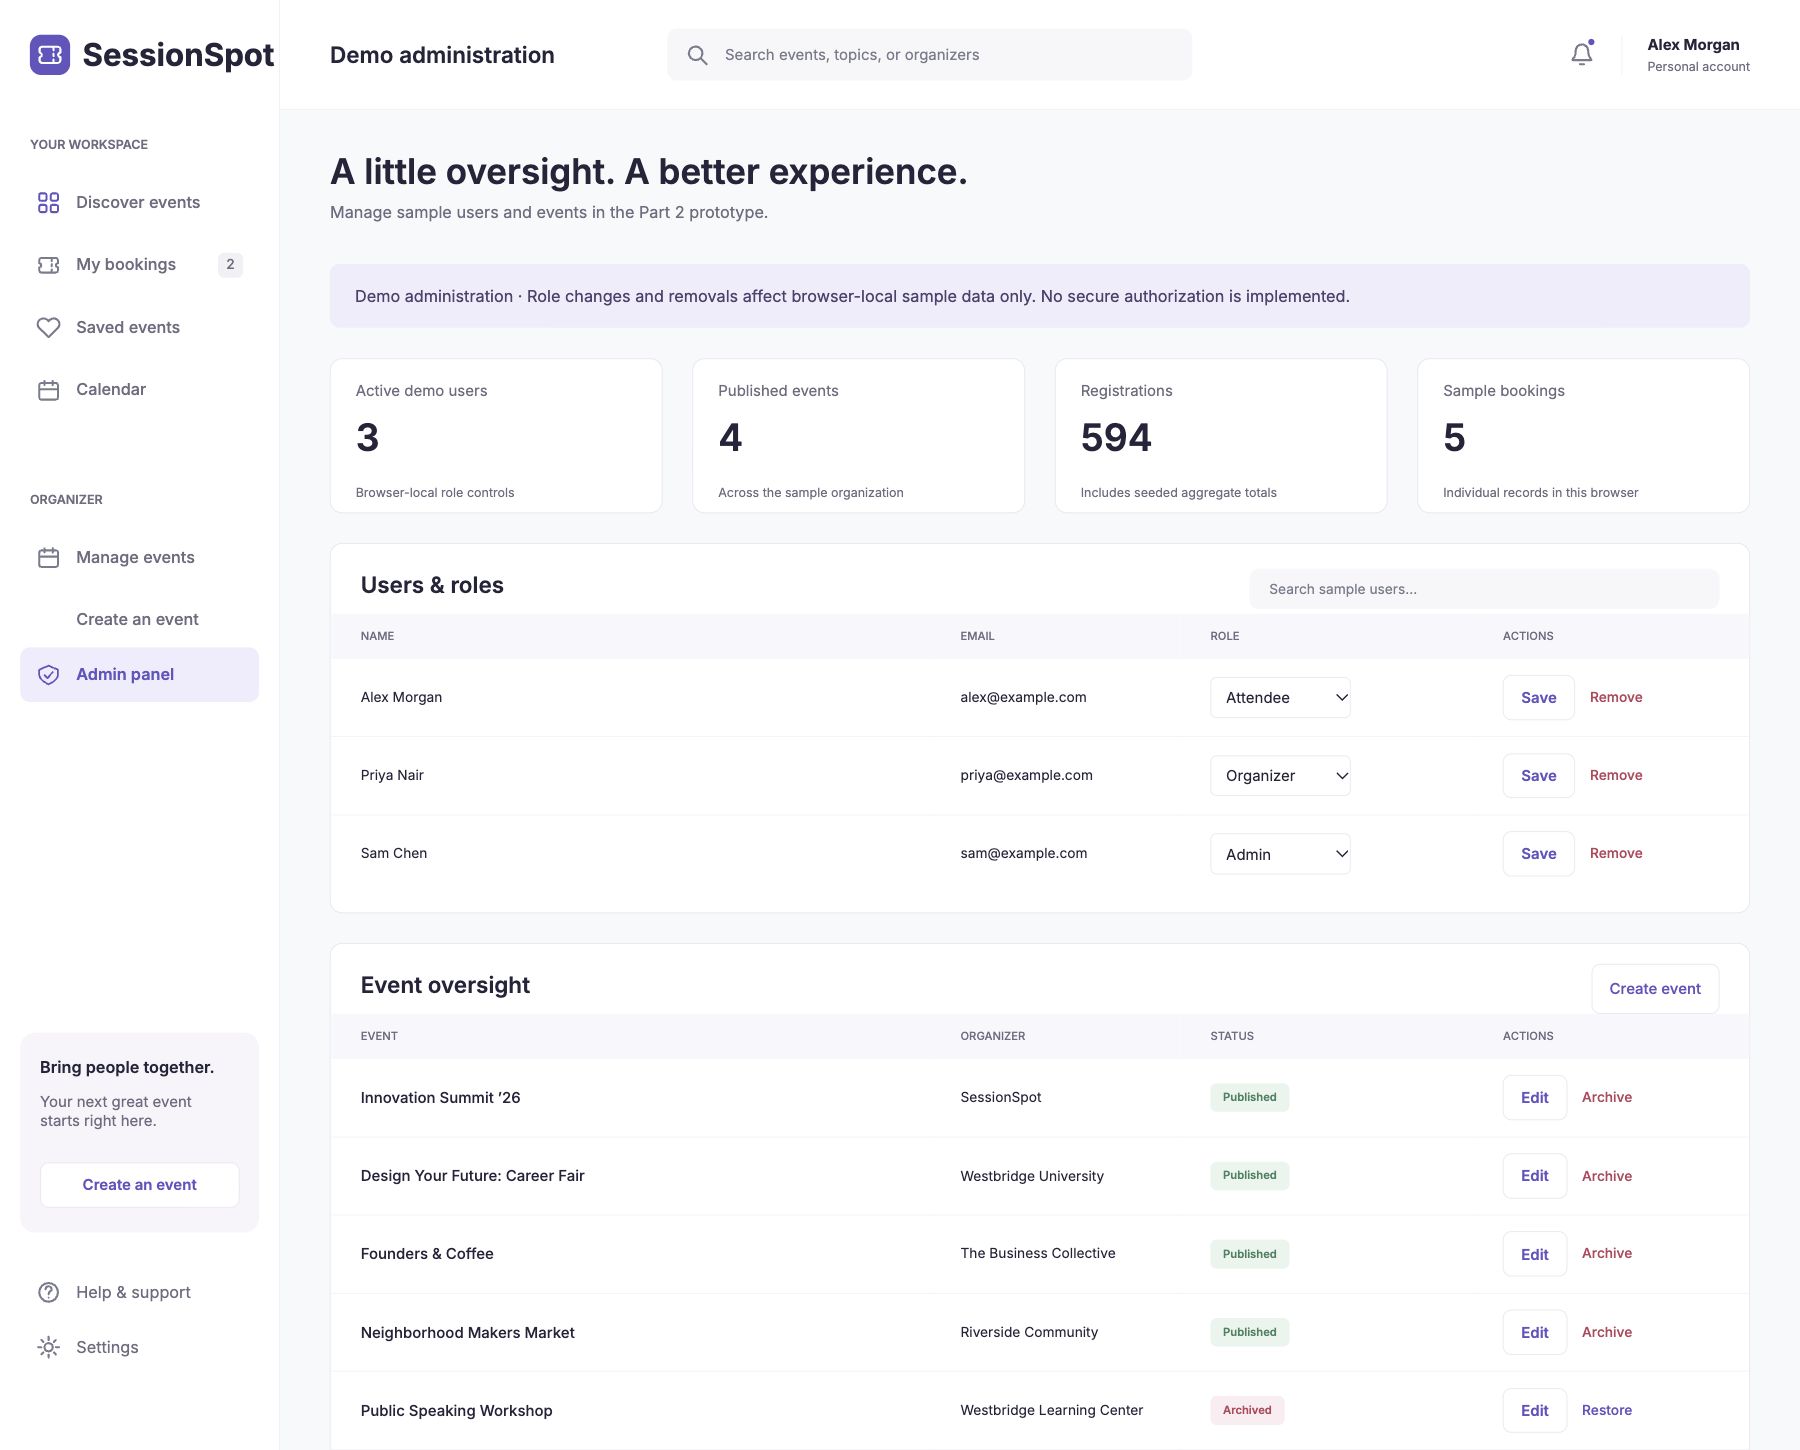 SessionSpot
Demo administration
Search events, topics, or organizers
Alex Morgan
Personal account
YOUR WORKSPACE
Discover events
My bookings 2
Saved events
Calendar
ORGANIZER
Manage events
Create an event
Admin panel
Bring people together.
Your next great event
starts right here.
Create an event
Help & support
Settings
A little oversight. A better experience.
Manage sample users and events in the Part 2 prototype.
Demo administration · Role changes and removals affect browser-local sample data only. No secure authorization is implemented.
Active demo users
3
Browser-local role controls
Published events
4
Across the sample organization
Registrations
594
Includes seeded aggregate totals
Sample bookings
5
Individual records in this browser
Users & roles
Search sample users...
NAME EMAIL ROLE ACTIONS
Alex Morgan alex@example.com Attendee Save Remove
Priya Nair priya@example.com Organizer Save Remove
Sam Chen sam@example.com Admin Save Remove
Event oversight
Create event
EVENT ORGANIZER STATUS ACTIONS
Innovation Summit ’26 SessionSpot Published Edit Archive
Design Your Future: Career Fair Westbridge University Published Edit Archive
Founders & Coffee The Business Collective Published Edit Archive
Neighborhood Makers Market Riverside Community Published Edit Archive
Public Speaking Workshop Westbridge Learning Center Archived Edit Restore